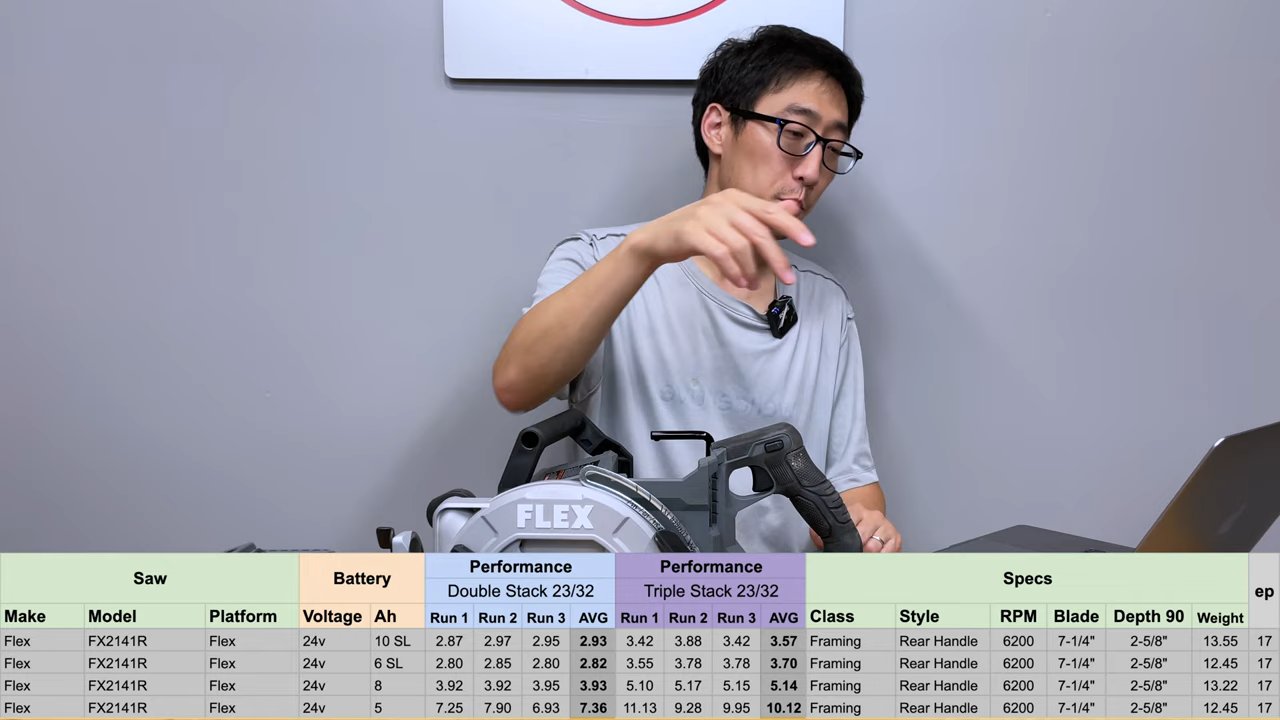 FLEX
Saw Battery Performance Performance Specs ep
Double Stack 23/32 Triple Stack 23/32
Make Model Platform Voltage Ah Run 1 Run 2 Run 3 AVG Run 1 Run 2 Run 3 AVG Class Style RPM Blade Depth 90 Weight
Flex FX2141R Flex 24v 10 SL 2.87 2.97 2.95 2.93 3.42 3.88 3.42 3.57 Framing Rear Handle 6200 7-1/4" 2-5/8" 13.55 17
Flex FX2141R Flex 24v 6 SL 2.80 2.85 2.80 2.82 3.55 3.78 3.78 3.70 Framing Rear Handle 6200 7-1/4" 2-5/8" 12.45 17
Flex FX2141R Flex 24v 8 3.92 3.92 3.95 3.93 5.10 5.17 5.15 5.14 Framing Rear Handle 6200 7-1/4" 2-5/8" 13.22 17
Flex FX2141R Flex 24v 5 7.25 7.90 6.93 7.36 11.13 9.28 9.95 10.12 Framing Rear Handle 6200 7-1/4" 2-5/8" 12.45 17